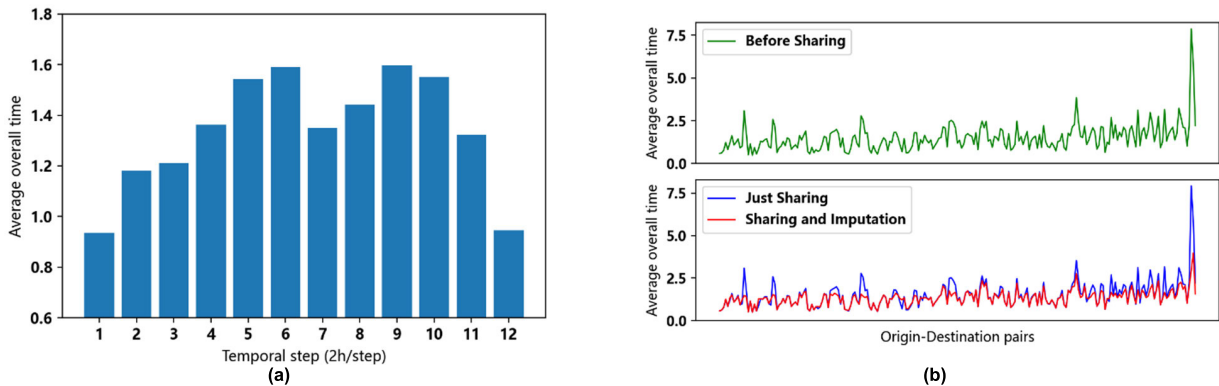 1.8
1.6
1.4
1.2
1.0
0.8
0.6
Average overall time
1 2 3 4 5 6 7 8 9 10 11 12
Temporal step (2h/step)
(a)
7.5
5.0
2.5
0.0
Average overall time
Before Sharing
7.5
5.0
2.5
0.0
Average overall time
Just Sharing
Sharing and Imputation
Origin-Destination pairs
(b)